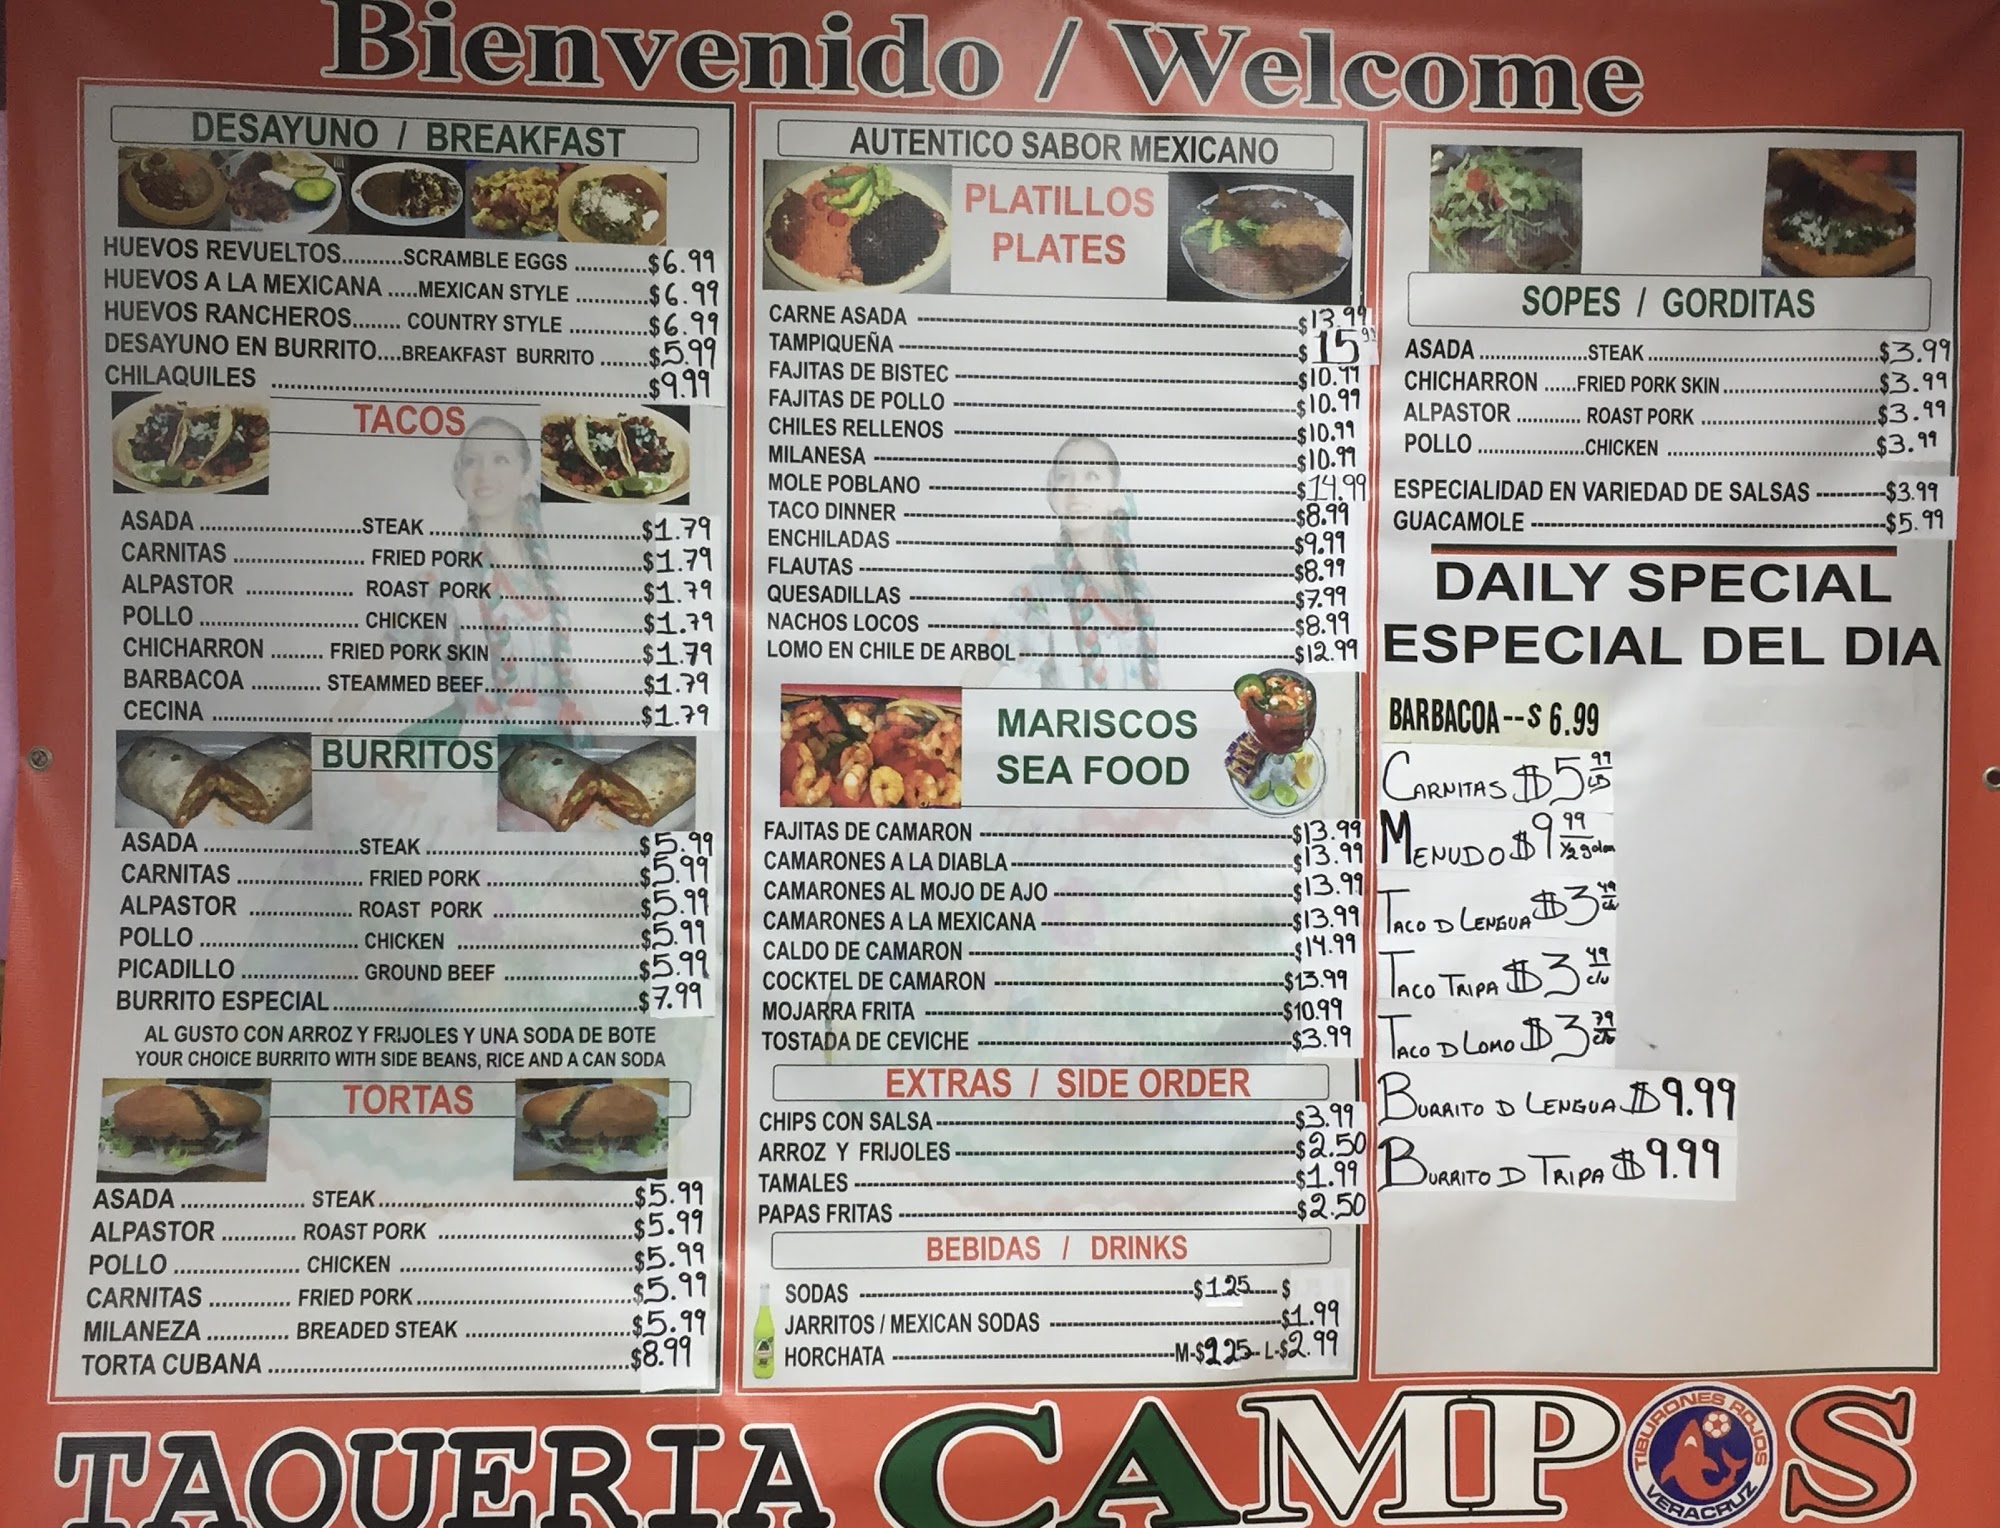 Bienvenido / Welcome
DESAYUNO / BREAKFAST
HUEVOS REVUELTOS..........SCRAMBLE EGGS ...........$6.99
HUEVOS A LA MEXICANA .....MEXICAN STYLE ...........$6.99
HUEVOS RANCHEROS........ COUNTRY STYLE ............$6.99
DESAYUNO EN BURRITO....BREAKFAST BURRITO .......$5.99
CHILAQUILES ..........................................................$9.99
TACOS
ASADA .........................STEAK ................................$1.79
CARNITAS .................... FRIED PORK ......................$1.79
ALPASTOR ................. ROAST PORK ......................$1.79
POLLO ......................... CHICKEN ...........................$1.79
CHICHARRON ......... FRIED PORK SKIN .....................$1.79
BARBACOA ........... STEAMMED BEEF........................$1.79
CECINA ..................................................................$1.79
BURRITOS
ASADA ........................STEAK ................................$5.99
CARNITAS .................... FRIED PORK ......................$5.99
ALPASTOR ................ ROAST PORK .......................$5.99
POLLO ......................... CHICKEN ...........................$5.99
PICADILLO ................... GROUND BEEF ....................$5.99
BURRITO ESPECIAL ................................................$7.99
AL GUSTO CON ARROZ Y FRIJOLES Y UNA SODA DE BOTE
YOUR CHOICE BURRITO WITH SIDE BEANS, RICE AND A CAN SODA
TORTAS
ASADA .................... STEAK......................................$5.99
ALPASTOR ............ ROAST PORK .............................$5.99
POLLO .................... CHICKEN ..................................$5.99
CARNITAS ............. FRIED PORK..............................$5.99
MILANEZA ............. BREADED STEAK ......................$5.99
TORTA CUBANA .....................................................$8.99
AUTENTICO SABOR MEXICANO
PLATILLOS
PLATES
CARNE ASADA ----------------------------------------$13.99
TAMPIQUEÑA ----------------------------------------$15 99
FAJITAS DE BISTEC ----------------------------------$10.99
FAJITAS DE POLLO ----------------------------------$10.99
CHILES RELLENOS -----------------------------------$10.99
MILANESA -------------------------------------------$10.99
MOLE POBLANO -------------------------------------$14.99
TACO DINNER ---------------------------------------$8.99
ENCHILADAS -----------------------------------------$9.99
FLAUTAS --------------------------------------------$8.99
QUESADILLAS ----------------------------------------$7.99
NACHOS LOCOS --------------------------------------$8.99
LOMO EN CHILE DE ARBOL ---------------------------$12.99
MARISCOS
SEA FOOD
FAJITAS DE CAMARON --------------------------------$13.99
CAMARONES A LA DIABLA----------------------------$13.99
CAMARONES AL MOJO DE AJO ------------------------$13.99
CAMARONES A LA MEXICANA-------------------------$13.99
CALDO DE CAMARON --------------------------------$14.99
COCKTEL DE CAMARON ------------------------------$13.99
MOJARRA FRITA -------------------------------------$10.99
TOSTADA DE CEVICHE -------------------------------$3.99
EXTRAS / SIDE ORDER
CHIPS CON SALSA-----------------------------------$3.99
ARROZ Y FRIJOLES----------------------------------$2.50
TAMALES ------------------------------------------$1.99
PAPAS FRITAS --------------------------------------$2.50
BEBIDAS / DRINKS
SODAS ----------------------------------$1.25----- $
JARRITOS / MEXICAN SODAS ------------------------$1.99
HORCHATA ----------------------------M-$2.25- L-$2.99
SOPES / GORDITAS
ASADA .................STEAK ................................$3.99
CHICHARRON ......FRIED PORK SKIN.......................$3.99
ALPASTOR .......... ROAST PORK .........................$3.99
POLLO .................CHICKEN .............................$3.99
ESPECIALIDAD EN VARIEDAD DE SALSAS ----------$3.99
GUACAMOLE ---------------------------------------$5.99
DAILY SPECIAL
ESPECIAL DEL DIA
BARBACOA--$ 6.99
CARNITAS $5 99 LB
MENUDO $9 99 1/2 galon
TACO D LENGUA $3 49 c/u
TACO TRIPA $3 49 c/u
TACO D LOMO $3 79 c/u
BURRITO D LENGUA $9.99
BURRITO D TRIPA $9.99
TAQUERIA CAMPOS
TIBURONES ROJOS
VERACRUZ